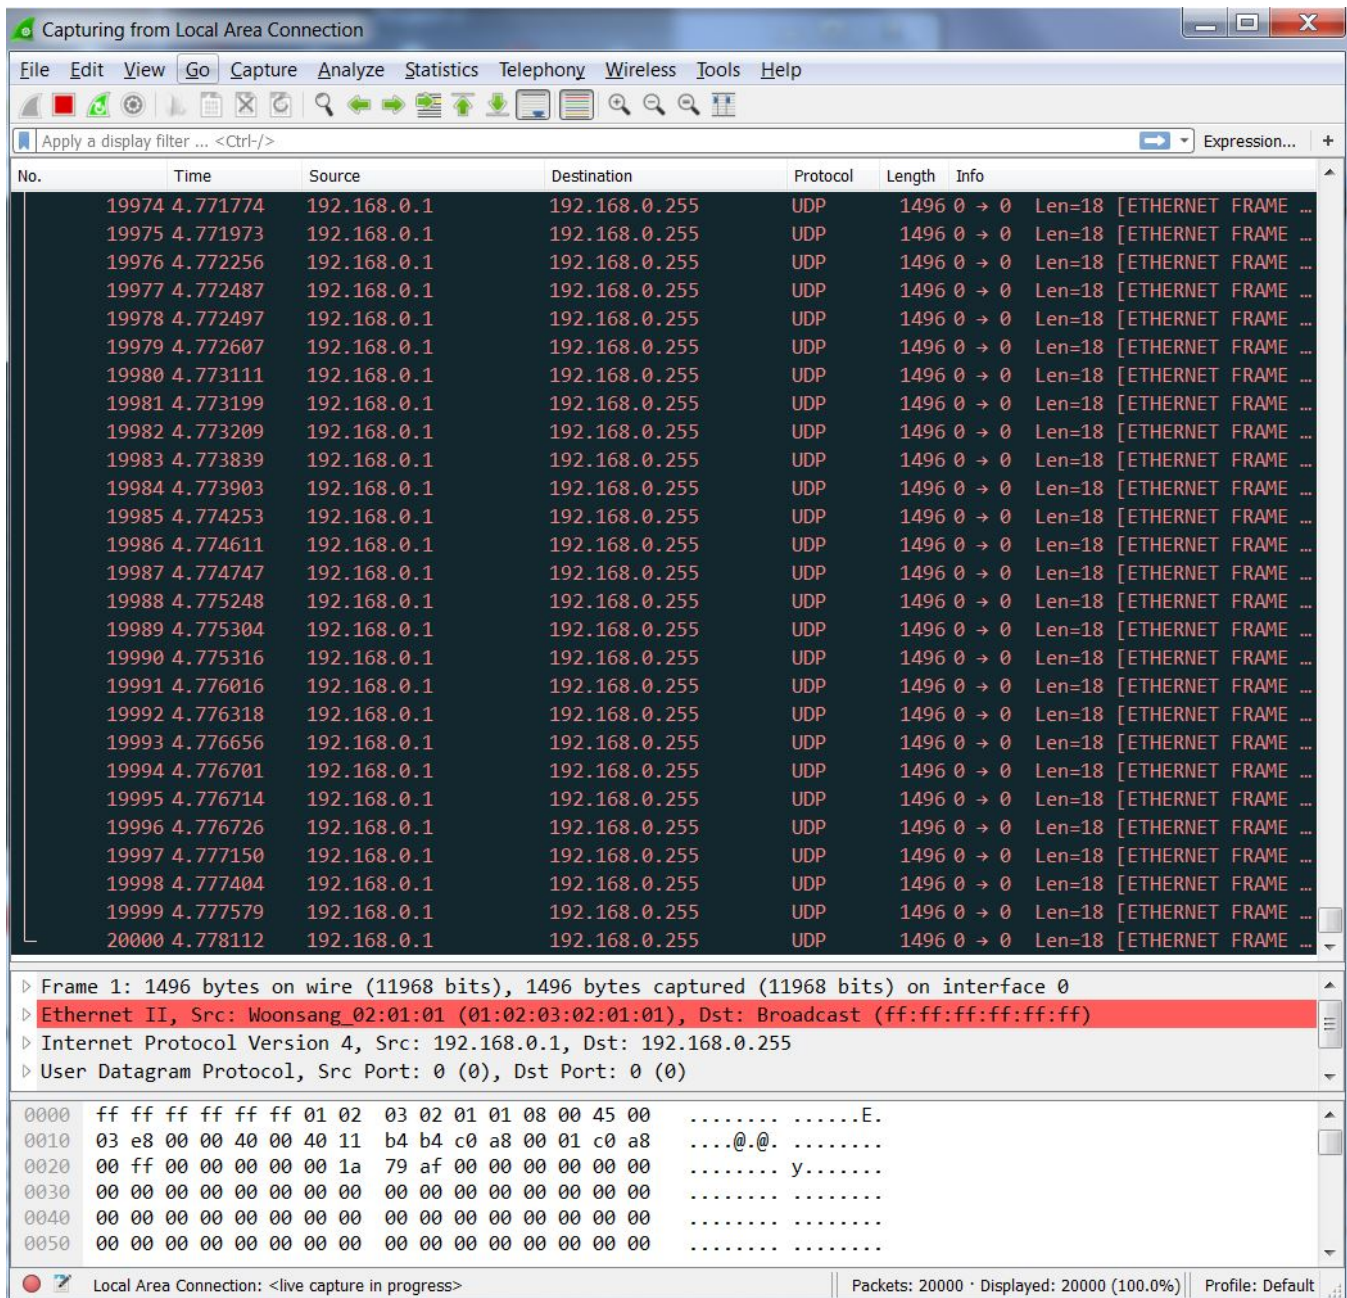 Capturing from Local Area Connection
File Edit View Go Capture Analyze Statistics Telephony Wireless Tools Help
Apply a display filter ... <Ctrl-/> Expression... +
No. Time Source Destination Protocol Length Info
19974 4.771774 192.168.0.1 192.168.0.255 UDP 1496 0 → 0 Len=18 [ETHERNET FRAME ...
19975 4.771973 192.168.0.1 192.168.0.255 UDP 1496 0 → 0 Len=18 [ETHERNET FRAME ...
19976 4.772256 192.168.0.1 192.168.0.255 UDP 1496 0 → 0 Len=18 [ETHERNET FRAME ...
19977 4.772487 192.168.0.1 192.168.0.255 UDP 1496 0 → 0 Len=18 [ETHERNET FRAME ...
19978 4.772497 192.168.0.1 192.168.0.255 UDP 1496 0 → 0 Len=18 [ETHERNET FRAME ...
19979 4.772607 192.168.0.1 192.168.0.255 UDP 1496 0 → 0 Len=18 [ETHERNET FRAME ...
19980 4.773111 192.168.0.1 192.168.0.255 UDP 1496 0 → 0 Len=18 [ETHERNET FRAME ...
19981 4.773199 192.168.0.1 192.168.0.255 UDP 1496 0 → 0 Len=18 [ETHERNET FRAME ...
19982 4.773209 192.168.0.1 192.168.0.255 UDP 1496 0 → 0 Len=18 [ETHERNET FRAME ...
19983 4.773839 192.168.0.1 192.168.0.255 UDP 1496 0 → 0 Len=18 [ETHERNET FRAME ...
19984 4.773903 192.168.0.1 192.168.0.255 UDP 1496 0 → 0 Len=18 [ETHERNET FRAME ...
19985 4.774253 192.168.0.1 192.168.0.255 UDP 1496 0 → 0 Len=18 [ETHERNET FRAME ...
19986 4.774611 192.168.0.1 192.168.0.255 UDP 1496 0 → 0 Len=18 [ETHERNET FRAME ...
19987 4.774747 192.168.0.1 192.168.0.255 UDP 1496 0 → 0 Len=18 [ETHERNET FRAME ...
19988 4.775248 192.168.0.1 192.168.0.255 UDP 1496 0 → 0 Len=18 [ETHERNET FRAME ...
19989 4.775304 192.168.0.1 192.168.0.255 UDP 1496 0 → 0 Len=18 [ETHERNET FRAME ...
19990 4.775316 192.168.0.1 192.168.0.255 UDP 1496 0 → 0 Len=18 [ETHERNET FRAME ...
19991 4.776016 192.168.0.1 192.168.0.255 UDP 1496 0 → 0 Len=18 [ETHERNET FRAME ...
19992 4.776318 192.168.0.1 192.168.0.255 UDP 1496 0 → 0 Len=18 [ETHERNET FRAME ...
19993 4.776656 192.168.0.1 192.168.0.255 UDP 1496 0 → 0 Len=18 [ETHERNET FRAME ...
19994 4.776701 192.168.0.1 192.168.0.255 UDP 1496 0 → 0 Len=18 [ETHERNET FRAME ...
19995 4.776714 192.168.0.1 192.168.0.255 UDP 1496 0 → 0 Len=18 [ETHERNET FRAME ...
19996 4.776726 192.168.0.1 192.168.0.255 UDP 1496 0 → 0 Len=18 [ETHERNET FRAME ...
19997 4.777150 192.168.0.1 192.168.0.255 UDP 1496 0 → 0 Len=18 [ETHERNET FRAME ...
19998 4.777404 192.168.0.1 192.168.0.255 UDP 1496 0 → 0 Len=18 [ETHERNET FRAME ...
19999 4.777579 192.168.0.1 192.168.0.255 UDP 1496 0 → 0 Len=18 [ETHERNET FRAME ...
20000 4.778112 192.168.0.1 192.168.0.255 UDP 1496 0 → 0 Len=18 [ETHERNET FRAME ...
Frame 1: 1496 bytes on wire (11968 bits), 1496 bytes captured (11968 bits) on interface 0
Ethernet II, Src: Woonsang_02:01:01 (01:02:03:02:01:01), Dst: Broadcast (ff:ff:ff:ff:ff:ff)
Internet Protocol Version 4, Src: 192.168.0.1, Dst: 192.168.0.255
User Datagram Protocol, Src Port: 0 (0), Dst Port: 0 (0)
0000 ff ff ff ff ff ff 01 02 03 02 01 01 08 00 45 00 ........ ......E.
0010 03 e8 00 00 40 00 40 11 b4 b4 c0 a8 00 01 c0 a8 ....@.@. ........
0020 00 ff 00 00 00 00 00 1a 79 af 00 00 00 00 00 00 ........ y.......
0030 00 00 00 00 00 00 00 00 00 00 00 00 00 00 00 00 ........ ........
0040 00 00 00 00 00 00 00 00 00 00 00 00 00 00 00 00 ........ ........
0050 00 00 00 00 00 00 00 00 00 00 00 00 00 00 00 00 ........ ........
Local Area Connection: <live capture in progress> Packets: 20000 · Displayed: 20000 (100.0%) Profile: Default